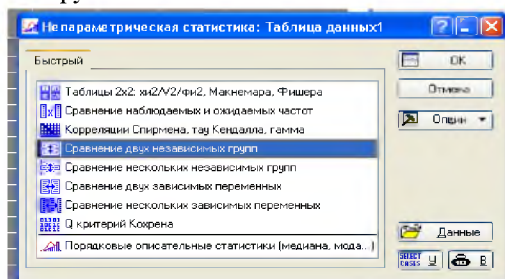 Непараметрическая статистика: Таблица данных1
Быстрый
Таблицы 2x2: хи2/V2/фи2, Макнемара, Фишера
Сравнение наблюдаемых и ожидаемых частот
Корреляции Спирмена, тау Кендалла, гамма
Сравнение двух независимых групп
Сравнение нескольких независимых групп
Сравнение двух зависимых переменных
Сравнение нескольких зависимых переменных
Q критерий Кохрена
Порядковые описательные статистики (медиана, мода...)
OK
Отмена
Опции
Данные
SELECT CASES Ц В